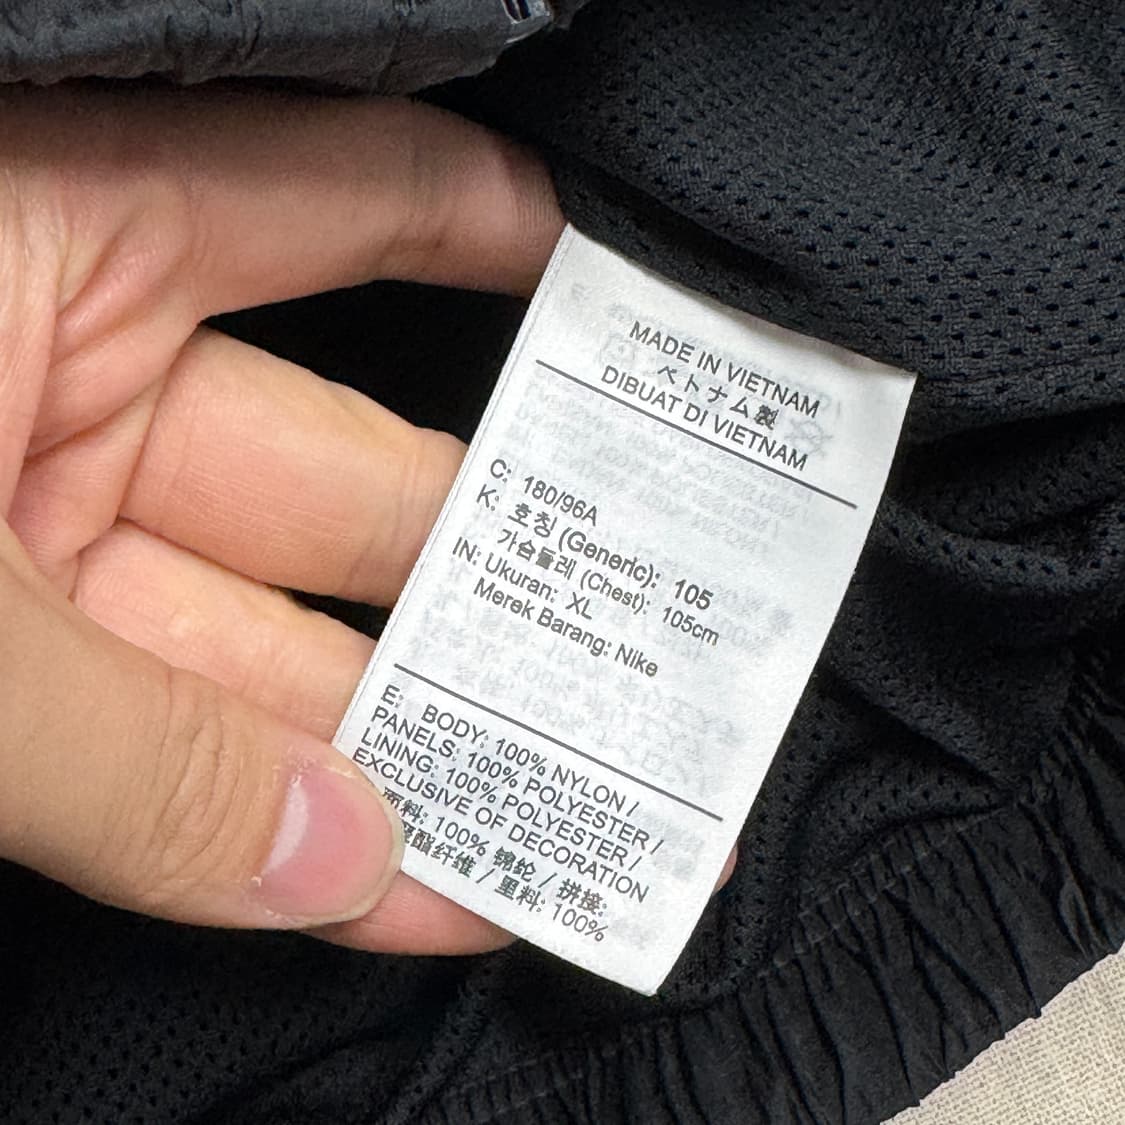 MADE IN VIETNAM
ベトナム製
DIBUAT DI VIETNAM
C: 180/96A
K: 호칭 (Generic): 105
가슴둘레 (Chest): 105cm
IN: Ukuran: XL
Merek Barang: Nike
E: BODY: 100% NYLON /
PANELS: 100% POLYESTER /
LINING: 100% POLYESTER /
EXCLUSIVE OF DECORATION
面料: 100% 锦纶 / 拼接:
聚酯纤维 / 里料: 100%